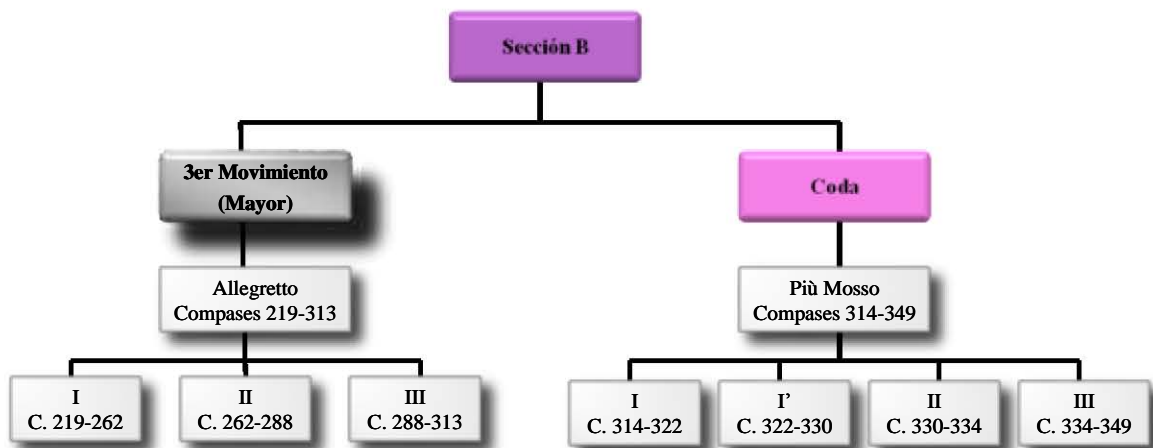 Sección B
3er Movimiento
(Mayor)
Coda
Allegretto
Compases 219-313
Più Mosso
Compases 314-349
I
C. 219-262
II
C. 262-288
III
C. 288-313
I
C. 314-322
I’
C. 322-330
II
C. 330-334
III
C. 334-349